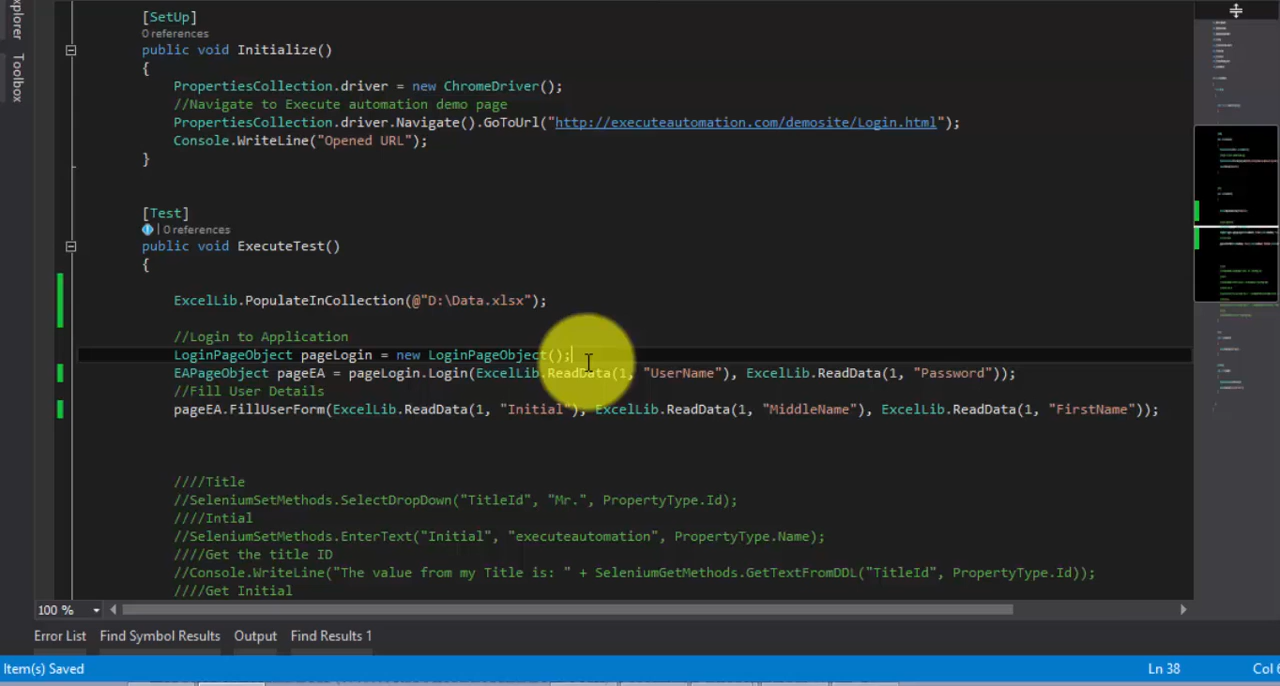 xplorer
Toolbox
[SetUp]
0 references
public void Initialize()
{
PropertiesCollection.driver = new ChromeDriver();
//Navigate to Execute automation demo page
PropertiesCollection.driver.Navigate().GoToUrl("http://executeautomation.com/demosite/Login.html");
Console.WriteLine("Opened URL");
}
[Test]
0 references
public void ExecuteTest()
{
ExcelLib.PopulateInCollection(@"D:\Data.xlsx");
//Login to Application
LoginPageObject pageLogin = new LoginPageObject();
EAPageObject pageEA = pageLogin.Login(ExcelLib.ReadData(1, "UserName"), ExcelLib.ReadData(1, "Password"));
//Fill User Details
pageEA.FillUserForm(ExcelLib.ReadData(1, "Initial"), ExcelLib.ReadData(1, "MiddleName"), ExcelLib.ReadData(1, "FirstName"));
////Title
//SeleniumSetMethods.SelectDropDown("TitleId", "Mr.", PropertyType.Id);
////Intial
//SeleniumSetMethods.EnterText("Initial", "executeautomation", PropertyType.Name);
////Get the title ID
//Console.WriteLine("The value from my Title is: " + SeleniumGetMethods.GetTextFromDDL("TitleId", PropertyType.Id));
////Get Initial
100 %
Error List Find Symbol Results Output Find Results 1
Item(s) Saved Ln 38 Col 6